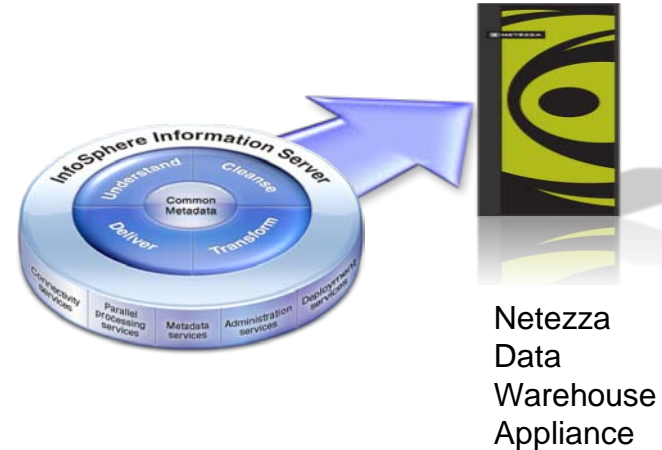 NETEZZA
InfoSphere Information Server
Understand
Cleanse
Common
Metadata
Deliver
Transform
Connectivity
services
Parallel
processing
services
Metadata
services
Administration
services
Deployment
services
Netezza
Data
Warehouse
Appliance